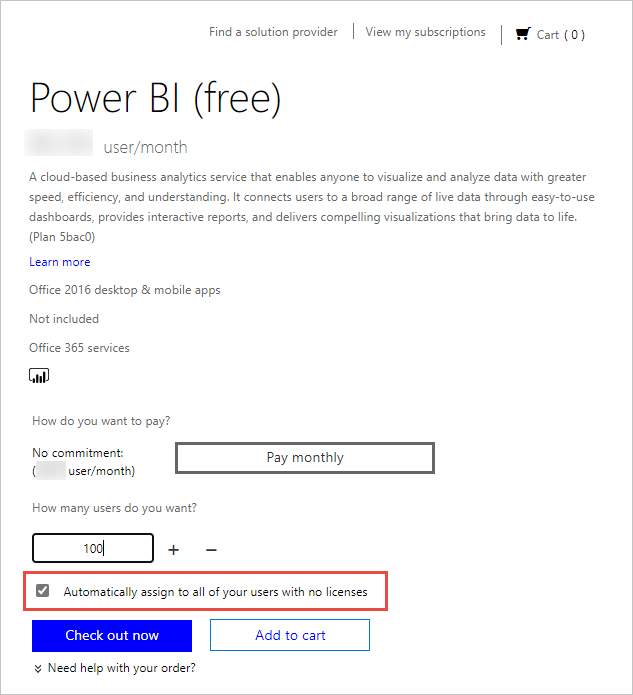 Find a solution provider
View my subscriptions
Cart ( 0 )
Power BI (free)
user/month
A cloud-based business analytics service that enables anyone to visualize and analyze data with greater
speed, efficiency, and understanding. It connects users to a broad range of live data through easy-to-use
dashboards, provides interactive reports, and delivers compelling visualizations that bring data to life.
(Plan 5bac0)
Learn more
Office 2016 desktop & mobile apps
Not included
Office 365 services
How do you want to pay?
No commitment:
( user/month)
Pay monthly
How many users do you want?
100
+ −
Automatically assign to all of your users with no licenses
Check out now
Add to cart
Need help with your order?